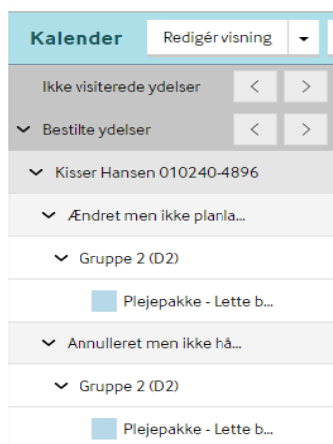 Kalender Redigér visning
Ikke visiterede ydelser
Bestilte ydelser
Kisser Hansen 010240-4896
Ændret men ikke planla...
Gruppe 2 (D2)
Plejepakke - Lette b...
Annulleret men ikke hå...
Gruppe 2 (D2)
Plejepakke - Lette b...